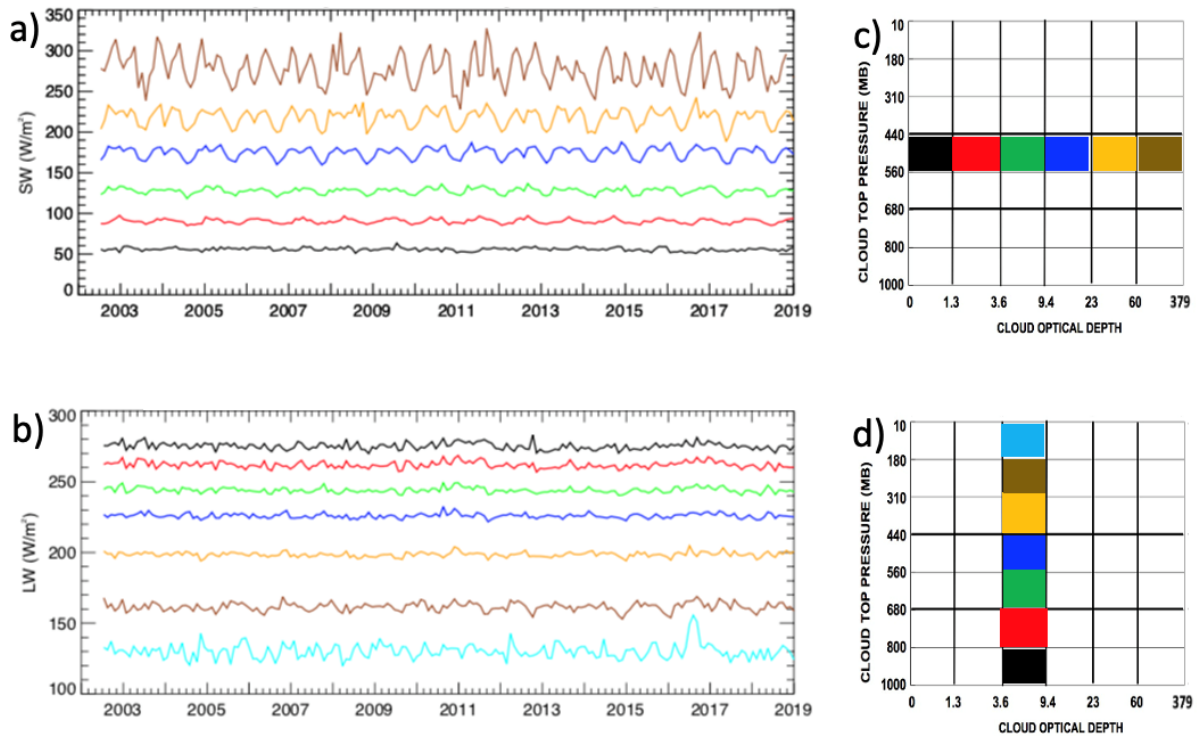 a)
SW (W/m²)
350
300
250
200
150
100
50
0
2003 2005 2007 2009 2011 2013 2015 2017 2019
c)
CLOUD TOP PRESSURE (MB)
10
180
310
440
560
680
800
1000
0 1.3 3.6 9.4 23 60 379
CLOUD OPTICAL DEPTH
b)
LW (W/m²)
300
250
200
150
100
2003 2005 2007 2009 2011 2013 2015 2017 2019
d)
CLOUD TOP PRESSURE (MB)
10
180
310
440
560
680
800
1000
0 1.3 3.6 9.4 23 60 379
CLOUD OPTICAL DEPTH